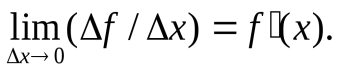 lim(Δf / Δx) = f▯(x).
Δx→0